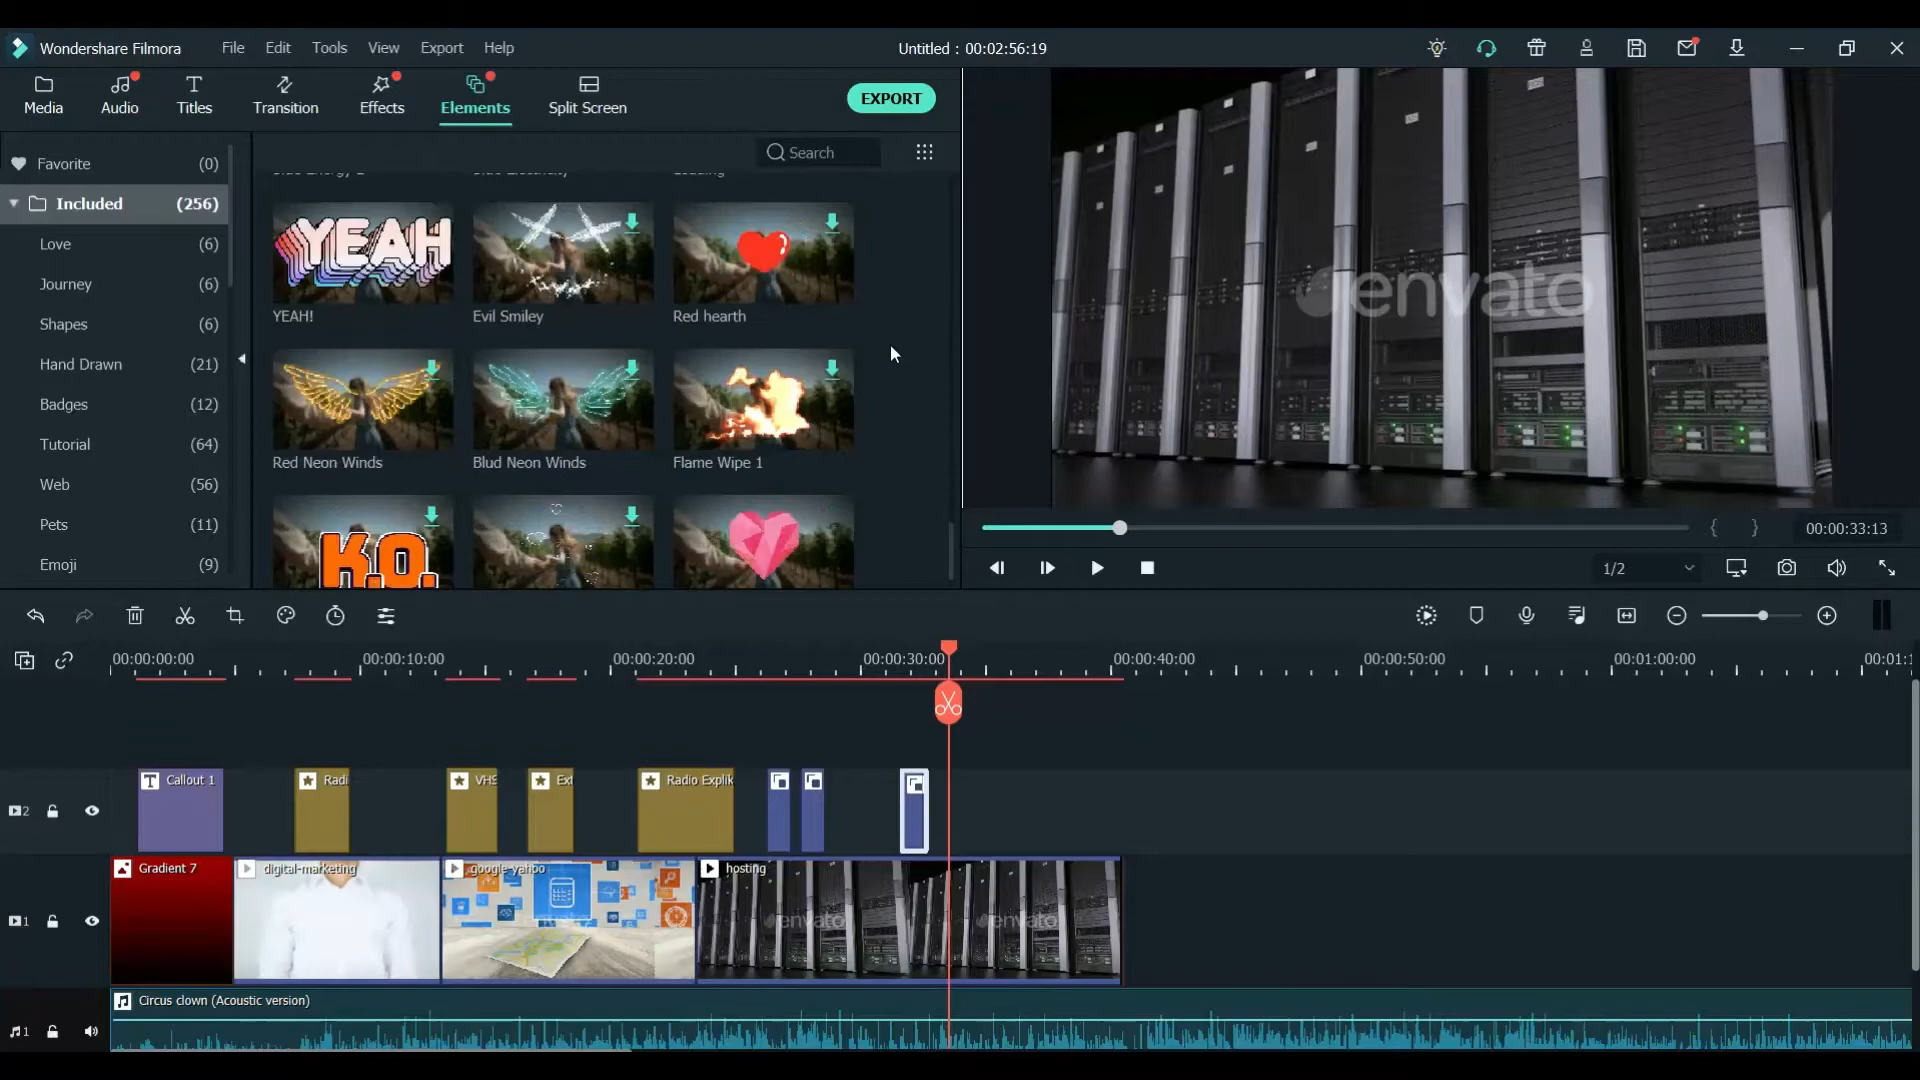 Wondershare Filmora File Edit Tools View Export Help Untitled : 00:02:56:19
Media Audio Titles Transition Effects Elements Split Screen EXPORT
Favorite (0)
Search
Included (256)
Love (6)
Journey (6)
Shapes (6)
Hand Drawn (21)
Badges (12)
Tutorial (64)
Web (56)
Pets (11)
Emoji (9)
YEAH
YEAH! Evil Smiley Red hearth
Red Neon Winds Blud Neon Winds Flame Wipe 1
K.O.
envato
{ } 00:00:33:13
1/2
00:00:00:00 00:00:10:00 00:00:20:00 00:00:30:00 00:00:40:00 00:00:50:00 00:01:00:00 00:01:1
2 Callout 1 Radi VHS Ext Radio Explik
1 Gradient 7 digital-marketing google-yahoo hosting
envato envato
1 Circus clown (Acoustic version)